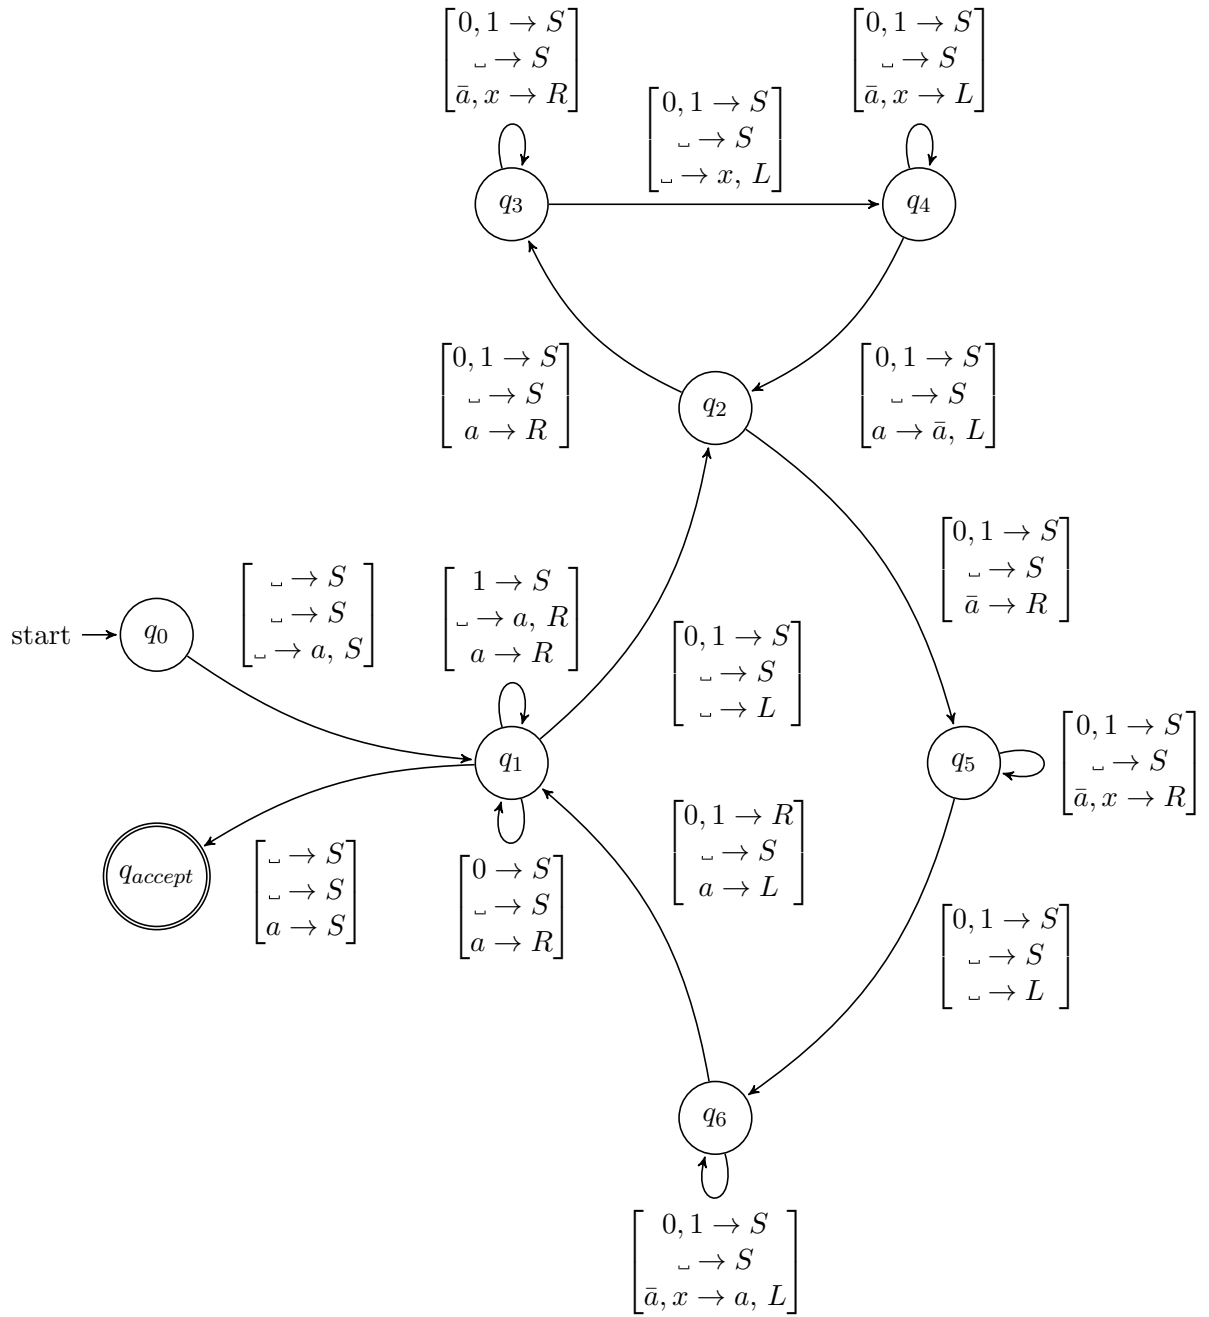 0, 1 → S
␣ → S
ā, x → R
0, 1 → S
␣ → S
ā, x → L
0, 1 → S
␣ → S
␣ → x, L
q3
q4
0, 1 → S
␣ → S
a → R
q2
0, 1 → S
␣ → S
a → ā, L
0, 1 → S
␣ → S
ā → R
␣ → S
␣ → S
␣ → a, S
1 → S
␣ → a, R
a → R
start
q0
0, 1 → S
␣ → S
␣ → L
q1
q5
0, 1 → S
␣ → S
ā, x → R
qaccept
␣ → S
␣ → S
a → S
0 → S
␣ → S
a → R
0, 1 → R
␣ → S
a → L
0, 1 → S
␣ → S
␣ → L
q6
0, 1 → S
␣ → S
ā, x → a, L